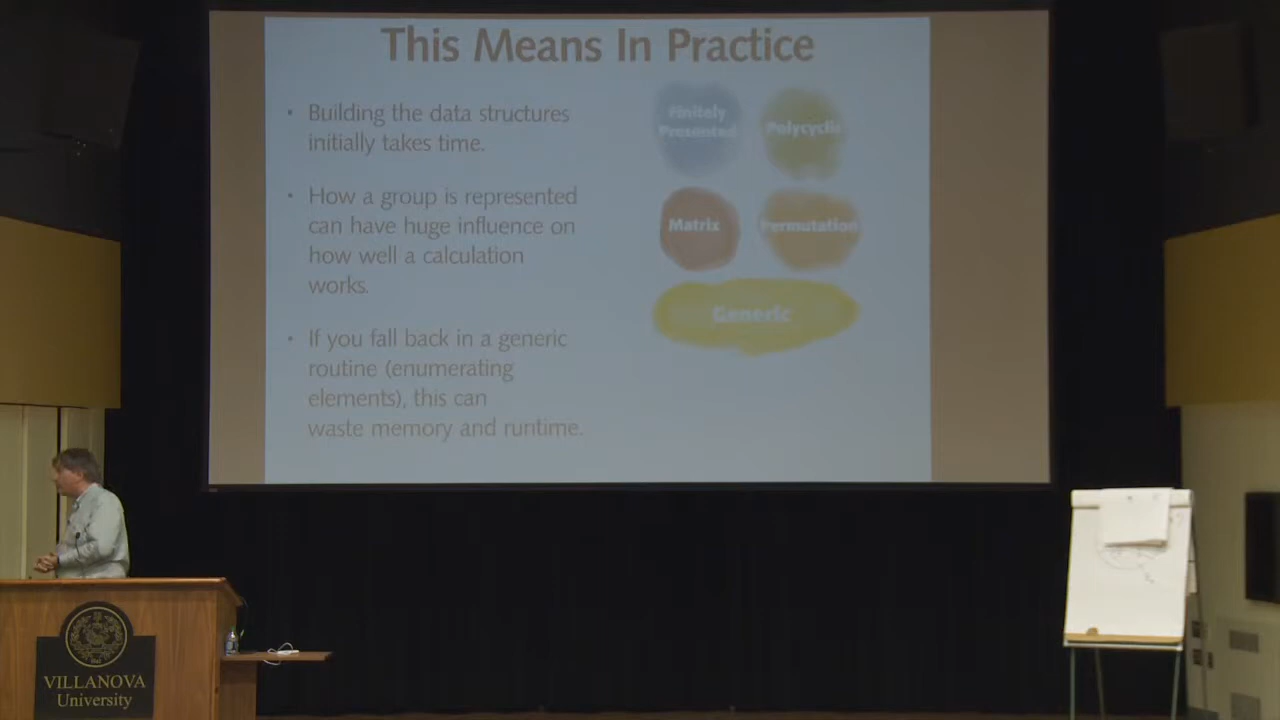 This Means In Practice
• Building the data structures
initially takes time.
• How a group is represented
can have huge influence on
how well a calculation
works.
• If you fall back in a generic
routine (enumerating
elements), this can
waste memory and runtime.
Finitely
Presented
Polycyclic
Matrix
Permutation
Generic
VILLANOVA
University